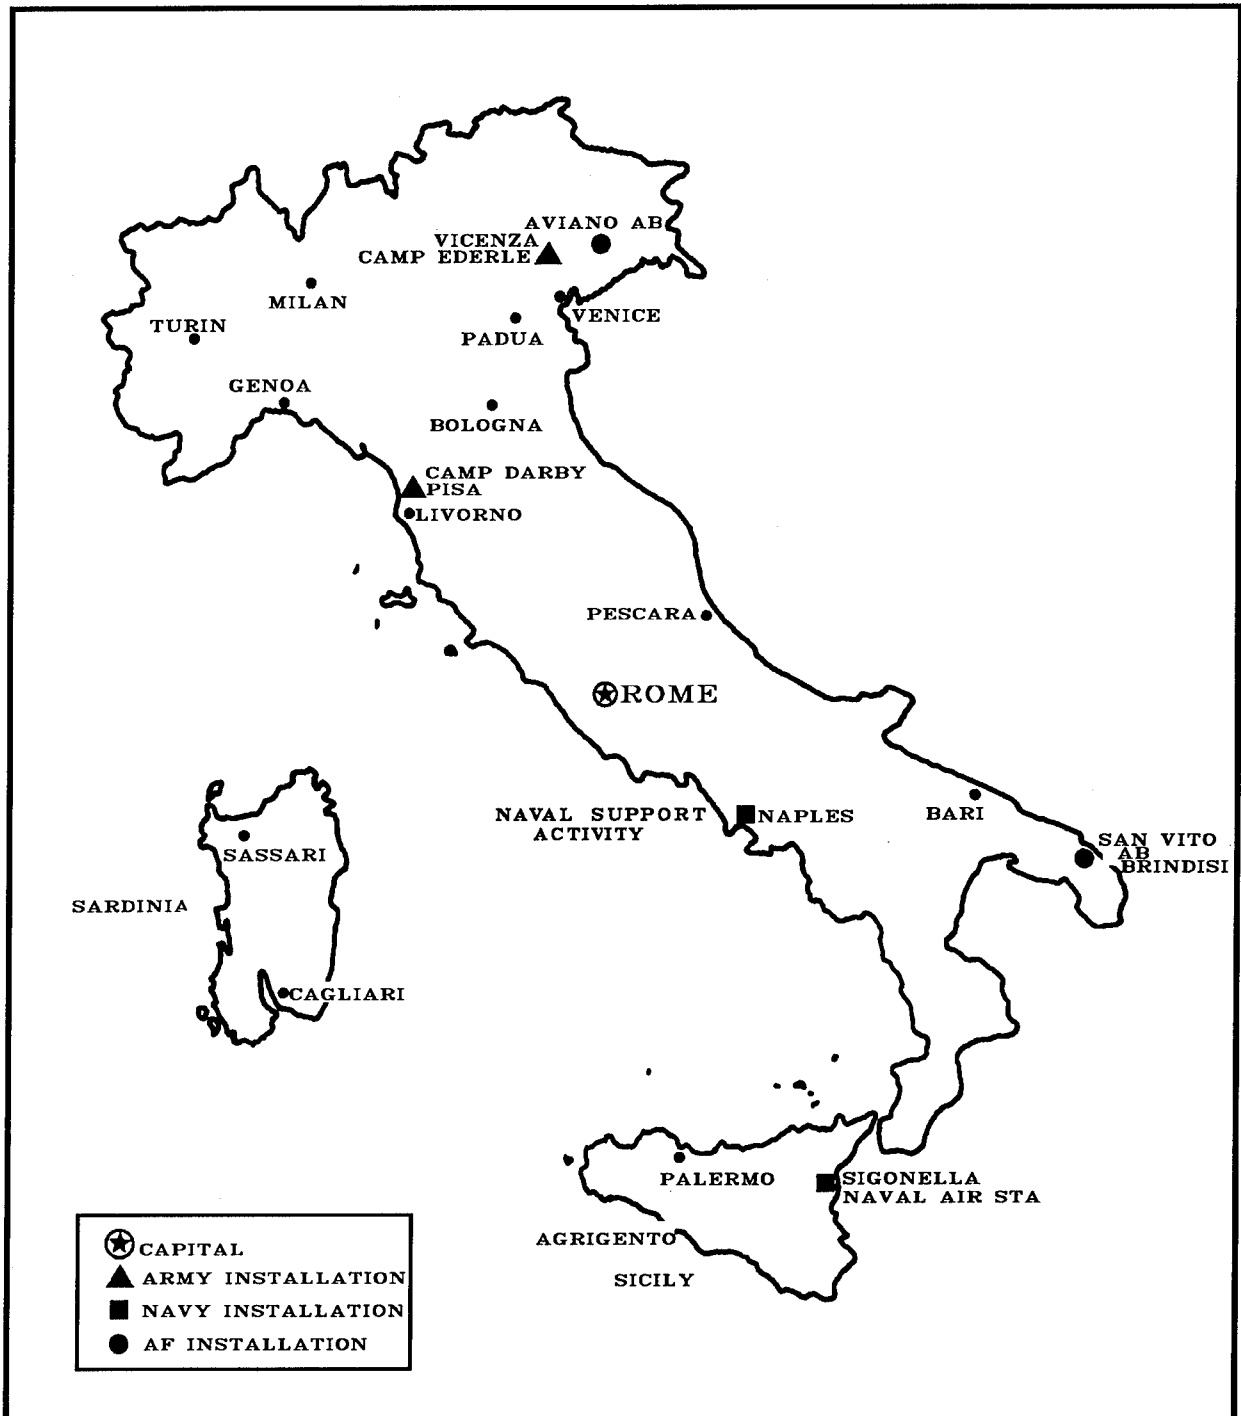 AVIANO AB
VICENZA
CAMP EDERLE
MILAN
VENICE
TURIN
PADUA
GENOA
BOLOGNA
CAMP DARBY
PISA
LIVORNO
PESCARA
ROME
NAVAL SUPPORT
ACTIVITY
NAPLES
BARI
SAN VITO
AB
BRINDISI
SASSARI
SARDINIA
CAGLIARI
PALERMO
SIGONELLA
NAVAL AIR STA
AGRIGENTO
SICILY
CAPITAL
ARMY INSTALLATION
NAVY INSTALLATION
AF INSTALLATION